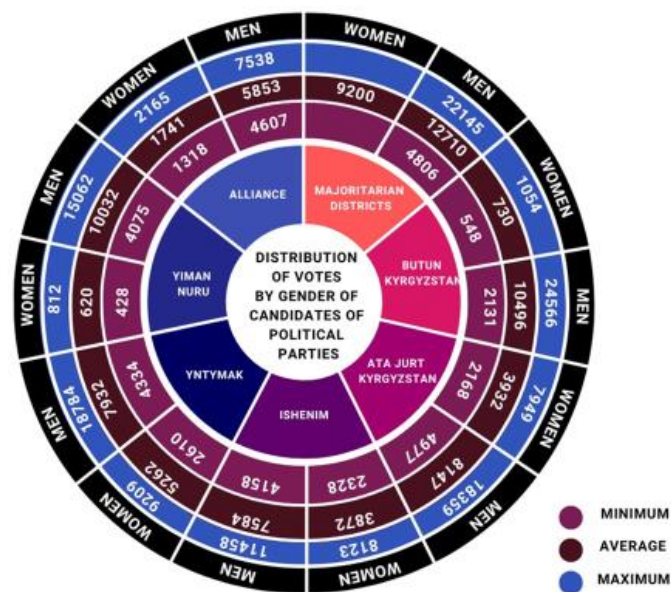 WOMEN
MEN
WOMEN
MEN
WOMEN
MEN
WOMEN
MEN
WOMEN
MEN
WOMEN
MEN
WOMEN
MEN
22145
1054
24566
7949
18359
8123
11458
9209
18784
812
15062
2165
7538
9200
12710
730
10496
3932
8147
3872
7584
5262
7932
620
10032
1741
5853
4806
548
2131
2168
4977
2328
4158
2610
4334
428
4075
1318
4607
MAJORITARIAN
DISTRICTS
BUTUN
KYRGYZSTAN
ATA JURT
KYRGYZSTAN
ISHENIM
YNTYMAK
YIMAN
NURU
ALLIANCE
DISTRIBUTION
OF VOTES
BY GENDER OF
CANDIDATES OF
POLITICAL
PARTIES
MINIMUM
AVERAGE
MAXIMUM